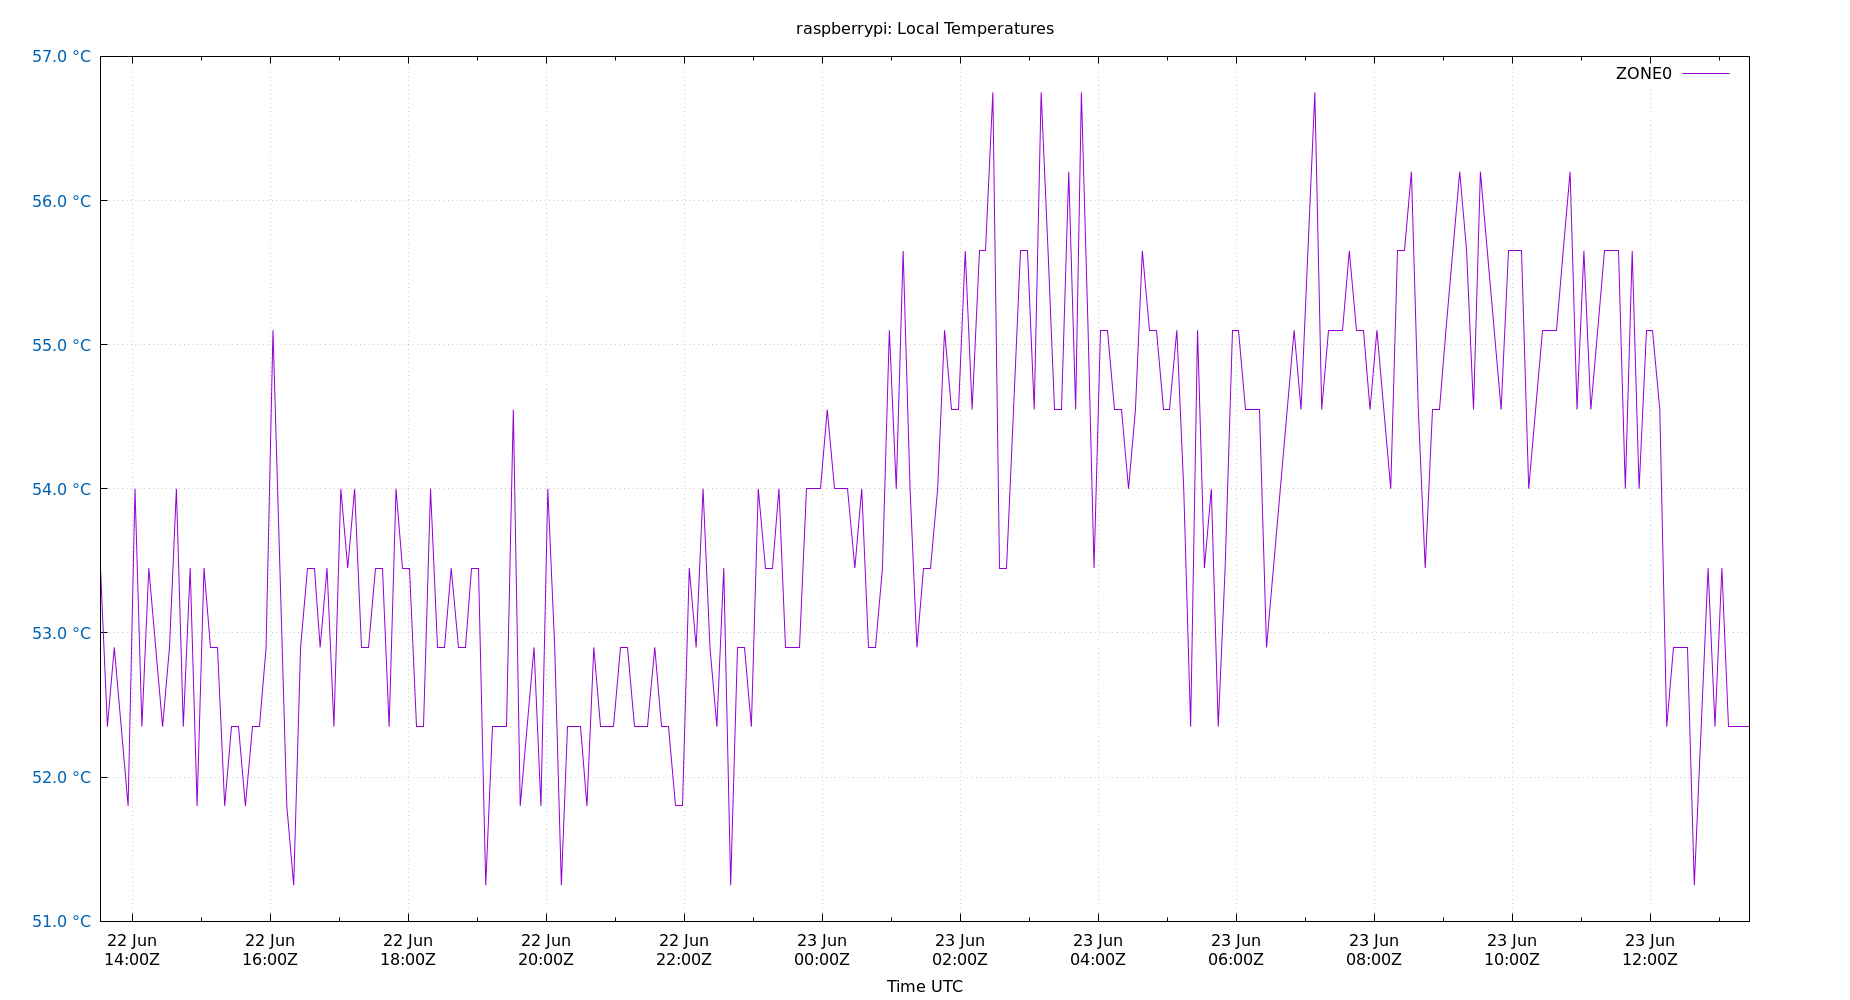 raspberrypi: Local Temperatures
57.0 °C
ZONE0
56.0 °C
55.0 °C
54.0 °C
53.0 °C
52.0 °C
51.0 °C
22 Jun 22 Jun 22 Jun 22 Jun 22 Jun 23 Jun 23 Jun 23 Jun 23 Jun 23 Jun 23 Jun 23 Jun
14:00Z 16:00Z 18:00Z 20:00Z 22:00Z 00:00Z 02:00Z 04:00Z 06:00Z 08:00Z 10:00Z 12:00Z
Time UTC